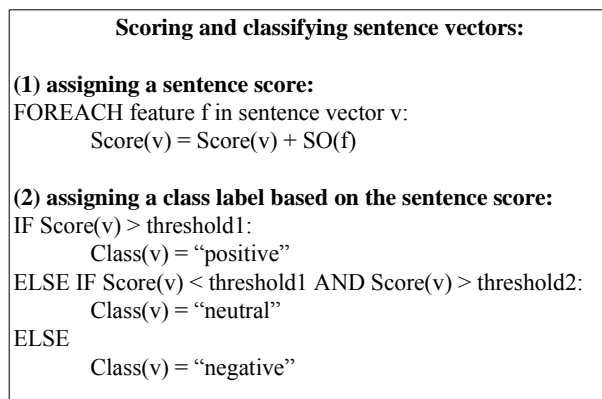 Scoring and classifying sentence vectors:
(1) assigning a sentence score:
FOREACH feature f in sentence vector v:
Score(v) = Score(v) + SO(f)
(2) assigning a class label based on the sentence score:
IF Score(v) > threshold1:
Class(v) = “positive”
ELSE IF Score(v) < threshold1 AND Score(v) > threshold2:
Class(v) = “neutral”
ELSE
Class(v) = “negative”